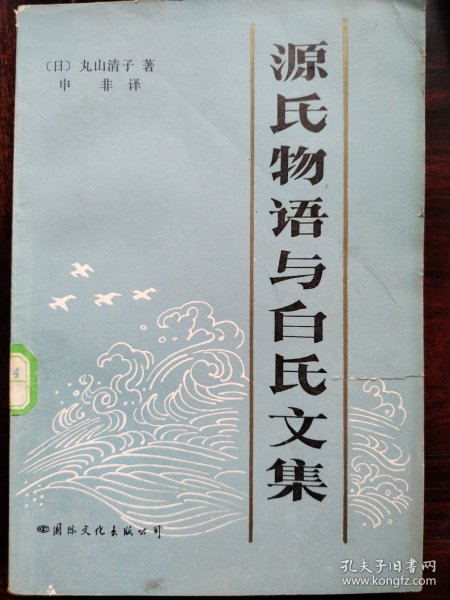 〔日〕丸山清子 著
申 非 译
源氏物语与白氏文集
4
国际文化出版公司
孔夫子旧书网
www.kongfz.com